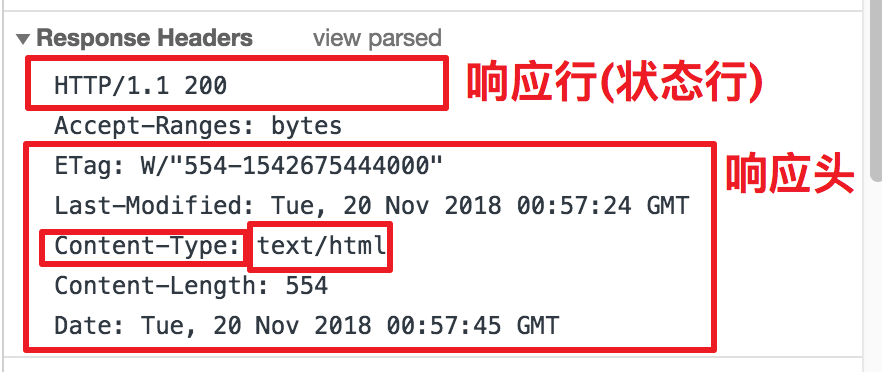 Response Headers view parsed
HTTP/1.1 200 响应行(状态行)
Accept-Ranges: bytes
ETag: W/"554-1542675444000" 响应头
Last-Modified: Tue, 20 Nov 2018 00:57:24 GMT
Content-Type: text/html
Content-Length: 554
Date: Tue, 20 Nov 2018 00:57:45 GMT